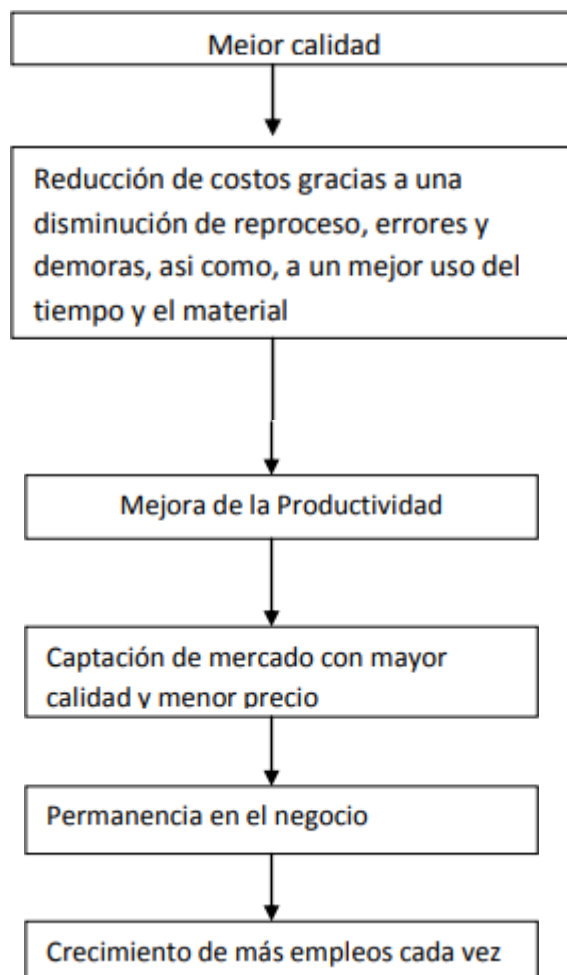 Mejor calidad
Reducción de costos gracias a una
disminución de reproceso, errores y
demoras, asi como, a un mejor uso del
tiempo y el material
Mejora de la Productividad
Captación de mercado con mayor
calidad y menor precio
Permanencia en el negocio
Crecimiento de más empleos cada vez